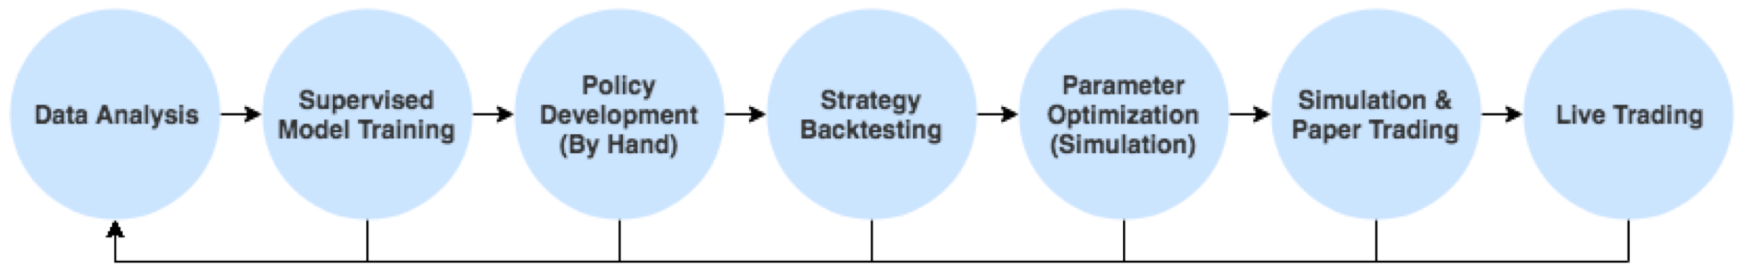 Data Analysis
Supervised
Model Training
Policy
Development
(By Hand)
Strategy
Backtesting
Parameter
Optimization
(Simulation)
Simulation &
Paper Trading
Live Trading